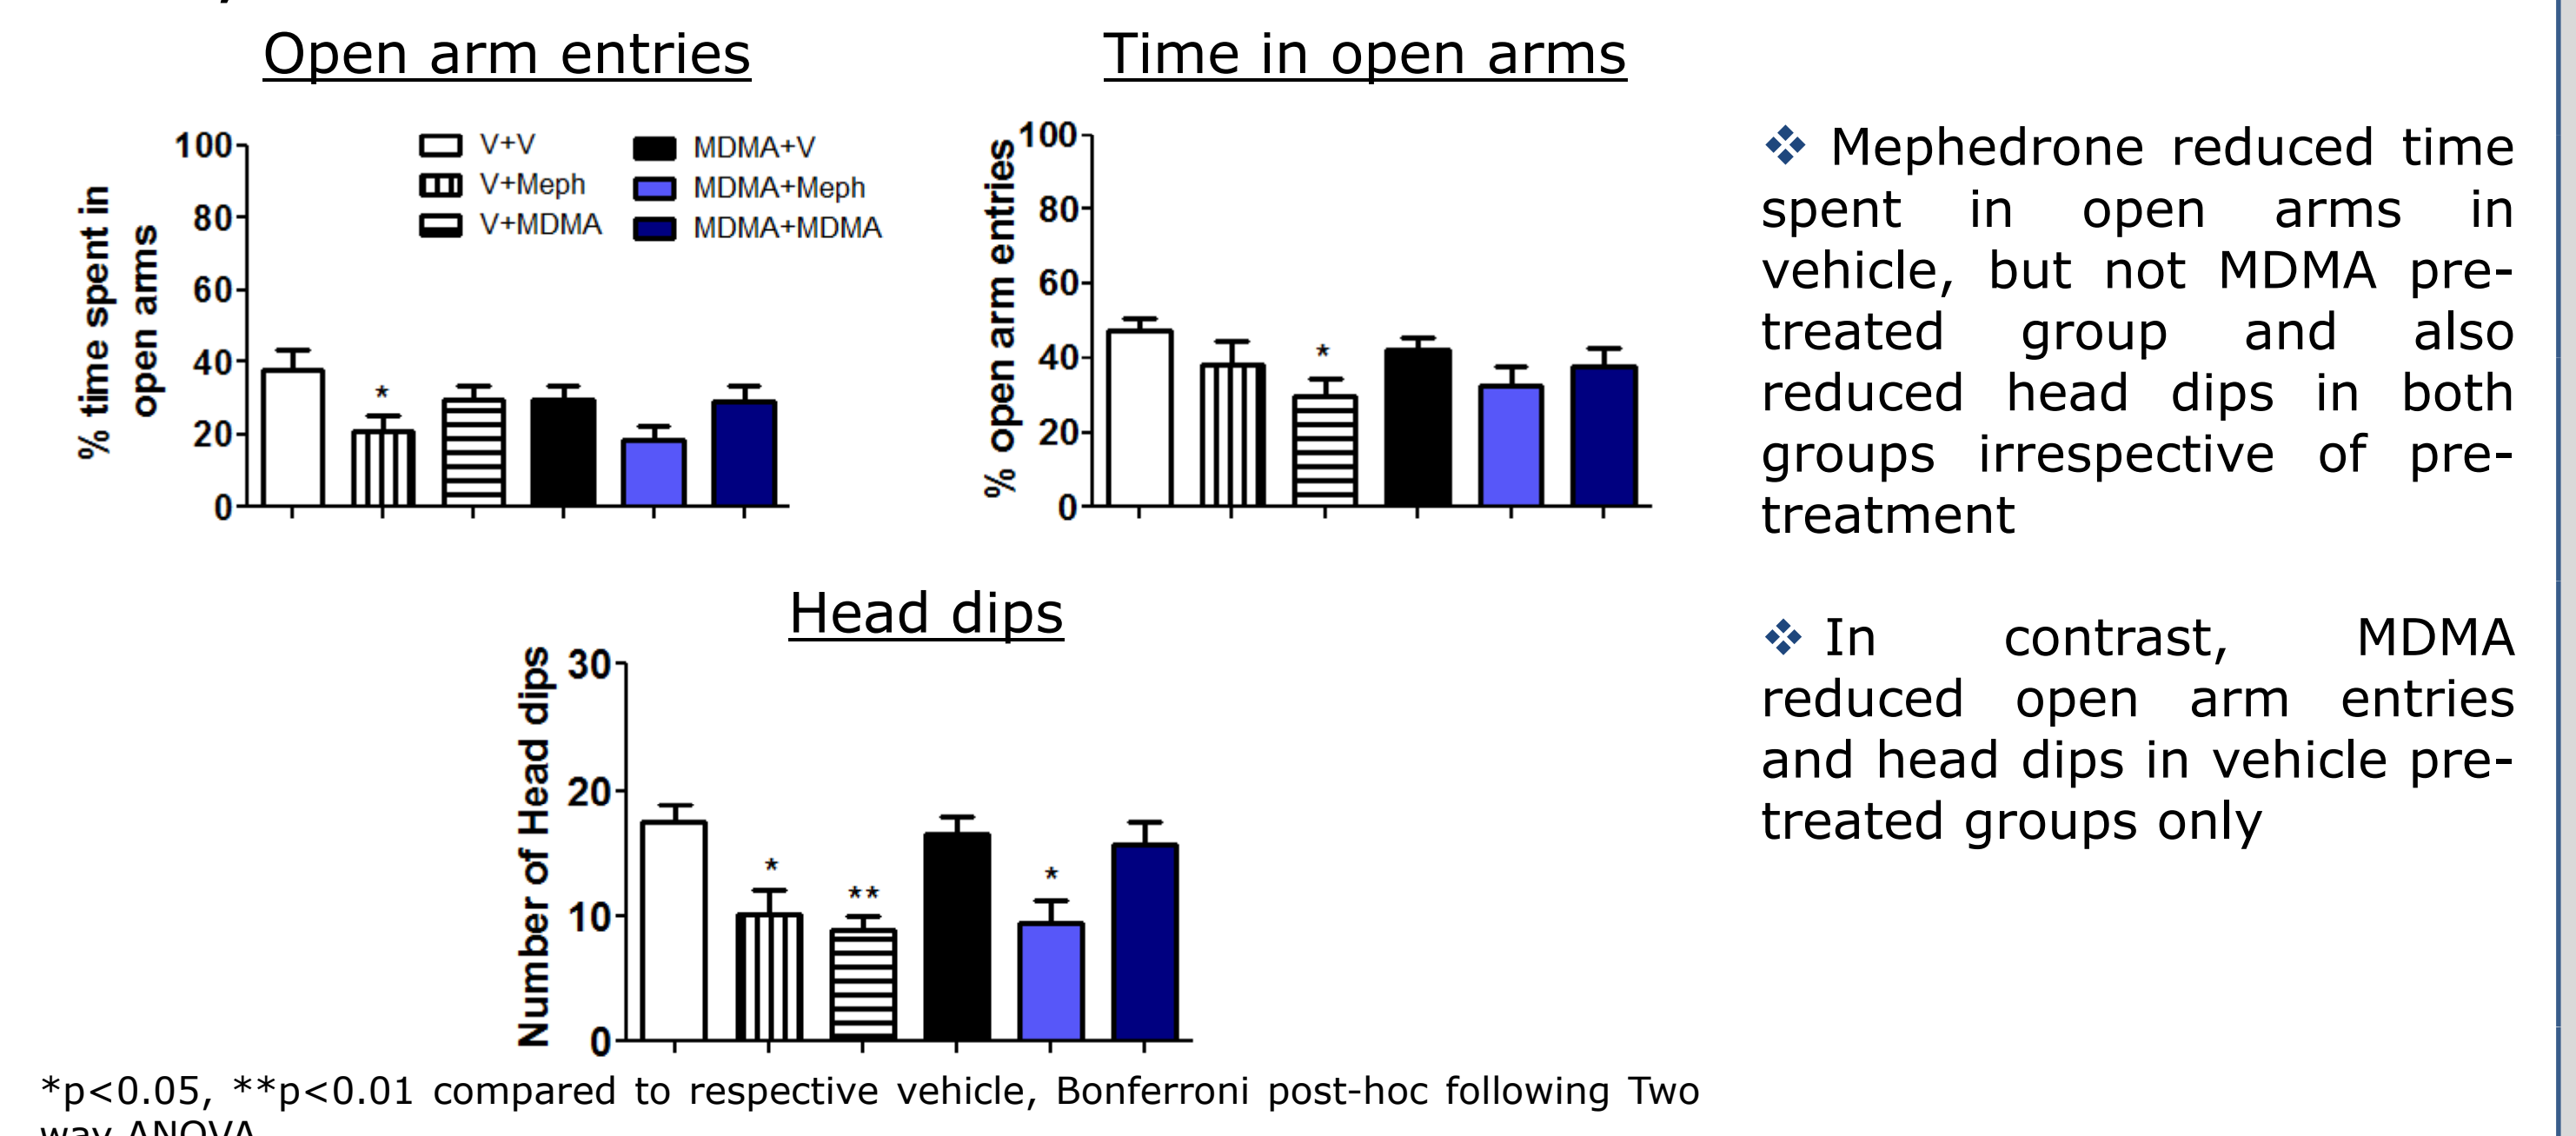 Open arm entries
100
80
60
40
20
0
% time spent in
open arms
V+V
V+Meph
V+MDMA
MDMA+V
MDMA+Meph
MDMA+MDMA
*
Time in open arms
100
80
60
40
20
0
% open arm entries
*
Head dips
30
20
10
0
Number of Head dips
*
**
*
*p<0.05, **p<0.01 compared to respective vehicle, Bonferroni post-hoc following Two
way ANOVA
❖ Mephedrone reduced time
spent in open arms in
vehicle, but not MDMA pre-
treated group and also
reduced head dips in both
groups irrespective of pre-
treatment
❖ In contrast, MDMA
reduced open arm entries
and head dips in vehicle pre-
treated groups only